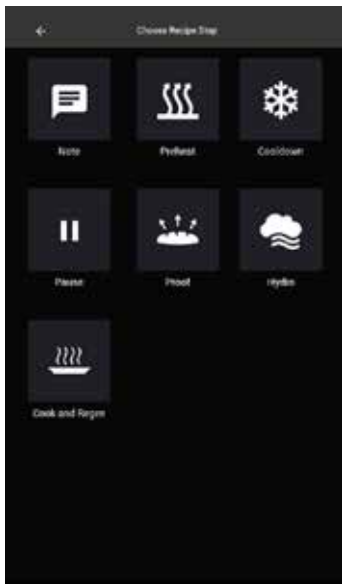 Choose Recipe Step
Note
Preheat
Cooldown
Pause
Proof
Hydro
Cook and Regen